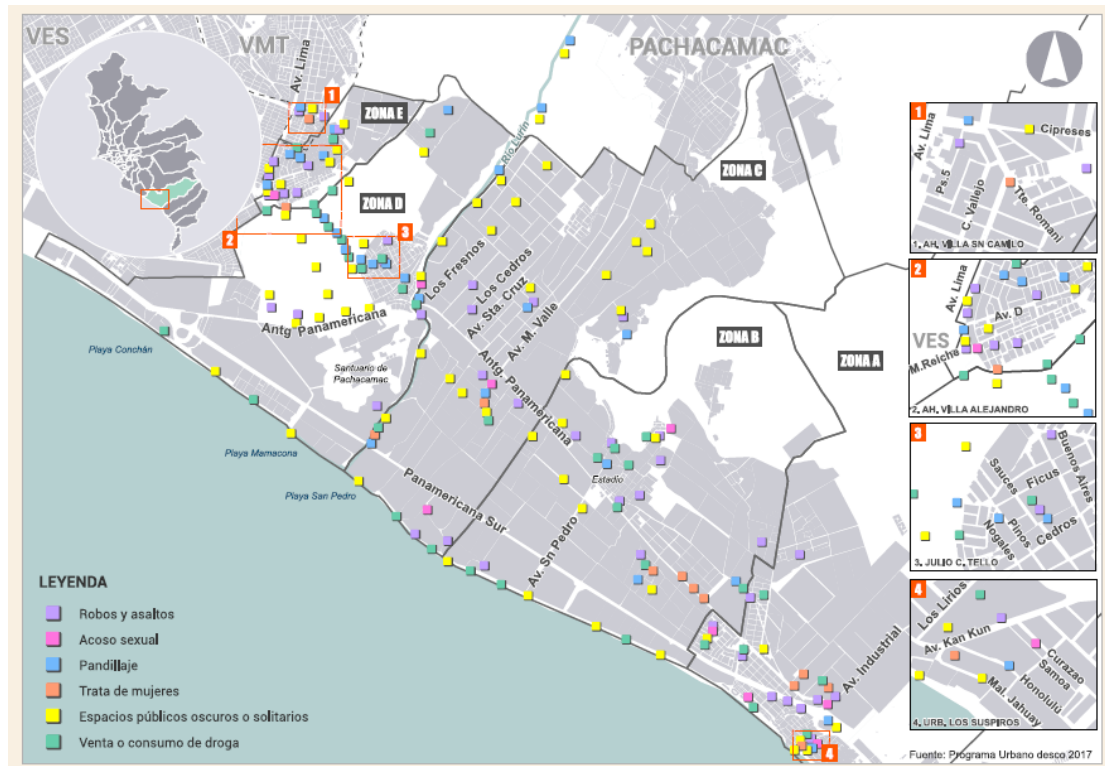 VES
VMT
PACHACAMAC
Av. Lima
1
ZONA E
Río Lurín
ZONA C
ZONA D
2
3
Los Fresnos
Los Cedros
Av. Sta. Cruz
Av. M. Valle
Antg Panamericana
Playa Conchán
Santuario de
Pachacamac
Antg. Panamericana
ZONA B
ZONA A
Playa Mamacona
Estadio
Playa San Pedro
Panamericana Sur
Av. Sn Pedro
Av. Industrial
4
LEYENDA
Robos y asaltos
Acoso sexual
Pandillaje
Trata de mujeres
Espacios públicos oscuros o solitarios
Venta o consumo de droga
1
Av. Lima
Cipreses
Ps.5
C. Vallejo
Tte. Romani
1. AH. VILLA SN CAMILO
2
Av. Lima
Av. D
VES
M.Reiche
2. AH. VILLA ALEJANDRO
3
Buenos Aires
Sauces
Ficus
Pinos
Cedros
Nogales
3. JULIO C. TELLO
4
Los Lirios
Av. Kan Kun
Curazao
Samoa
Honolulú
Mal. Jahuay
4. URB. LOS SUSPIROS
Fuente: Programa Urbano desco 2017